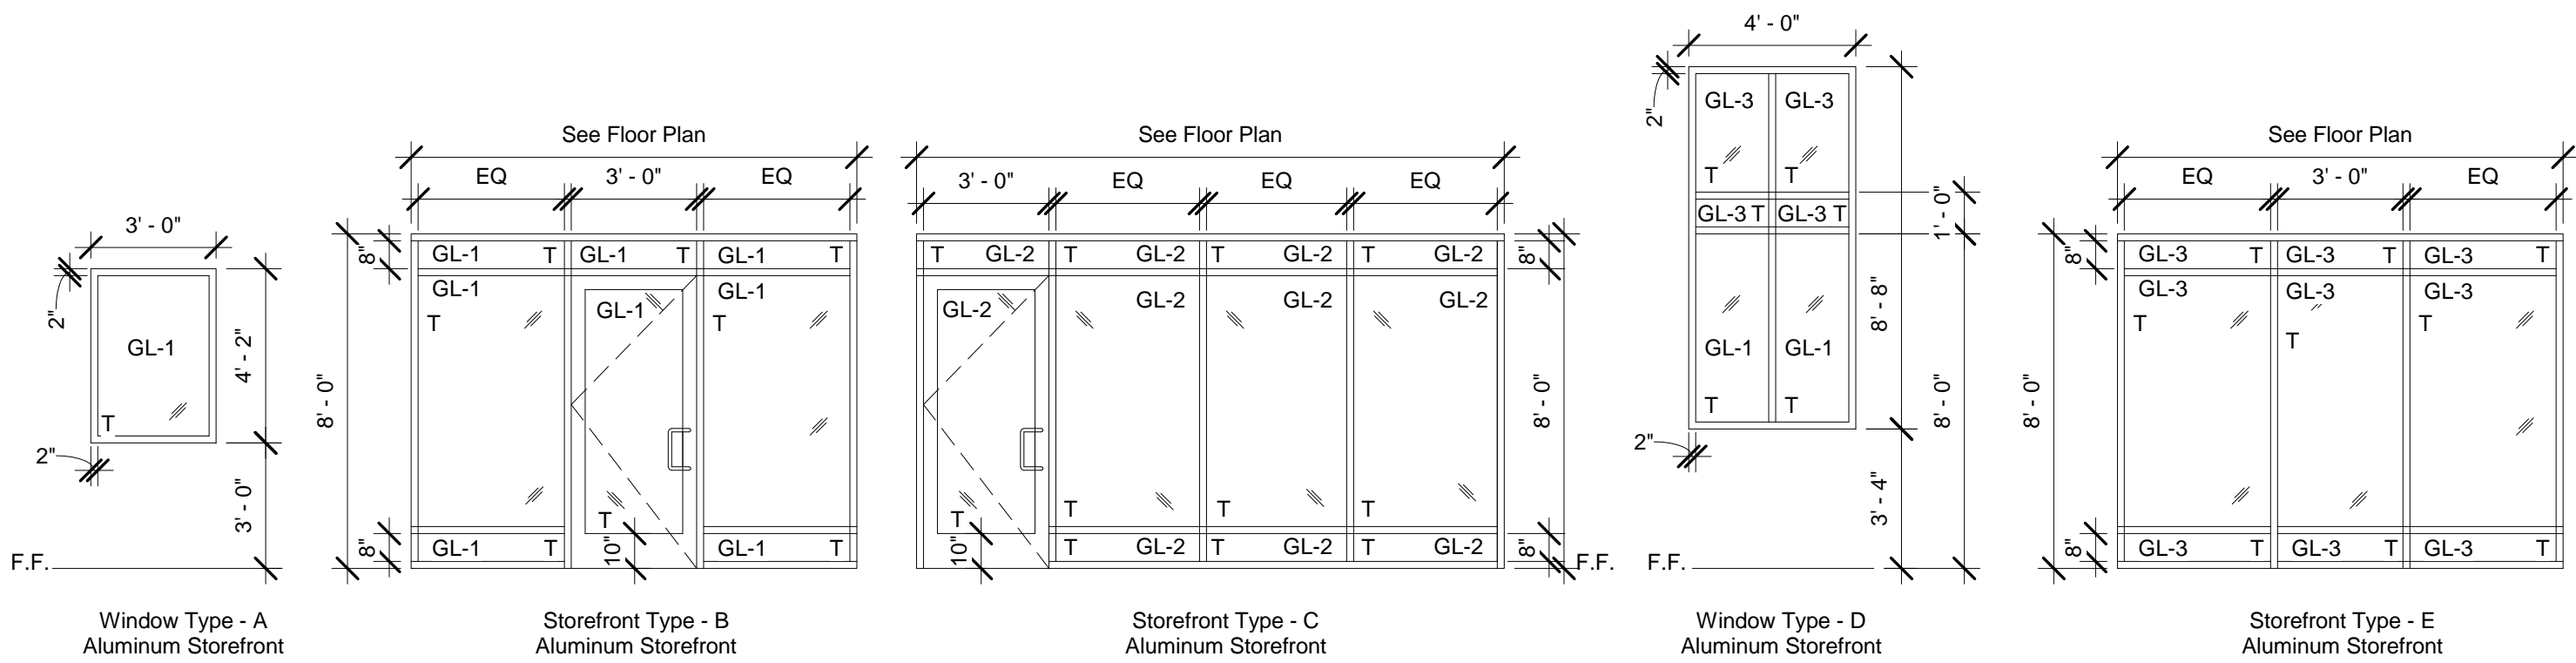 3' - 0"
2"
GL-1
T
4' - 2"
2"
3' - 0"
F.F.
Window Type - A
Aluminum Storefront
See Floor Plan
EQ
3' - 0"
EQ
8"
GL-1 T GL-1 T GL-1 T
GL-1 GL-1
GL-1
T T
8' - 0"
T
8" GL-1 T 10" GL-1 T
Storefront Type - B
Aluminum Storefront
See Floor Plan
3' - 0" EQ EQ EQ
T GL-2 T GL-2 T GL-2 T GL-2 8"
GL-2 GL-2 GL-2 GL-2
8' - 0"
T T T T
10" T GL-2 T GL-2 T GL-2 8"
F.F.
Storefront Type - C
Aluminum Storefront
4' - 0"
2"
GL-3 GL-3
T T
1' - 0"
GL-3 T GL-3 T
8' - 8"
GL-1 GL-1
8' - 0"
T T
2"
3' - 4"
F.F.
Window Type - D
Aluminum Storefront
See Floor Plan
EQ 3' - 0" EQ
8" GL-3 T GL-3 T GL-3 T
GL-3 GL-3 GL-3
T T T
8' - 0"
8" GL-3 T GL-3 T GL-3 T
Storefront Type - E
Aluminum Storefront